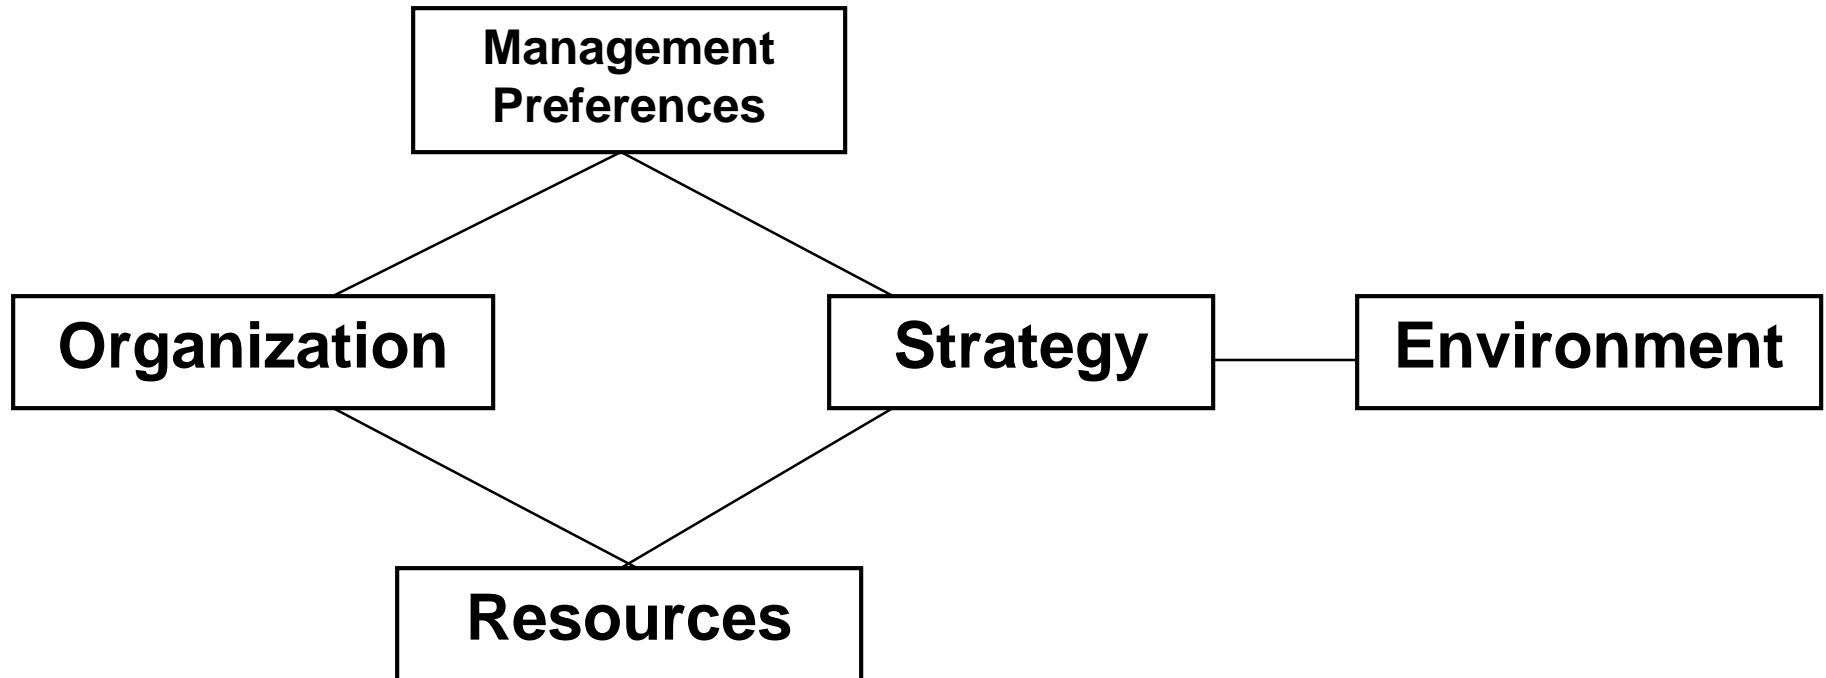 Management
Preferences
Organization
Strategy
Environment
Resources